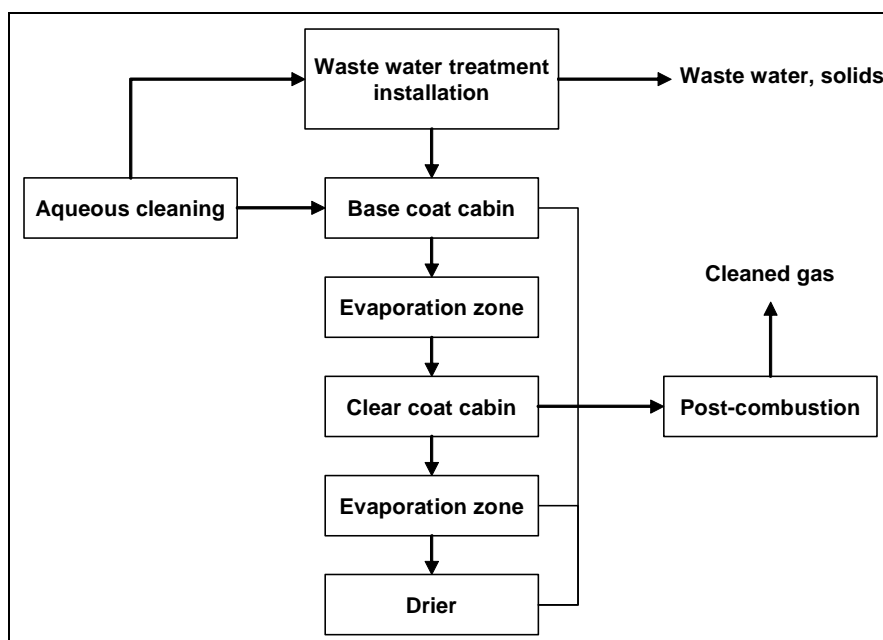 Waste water treatment
installation
Waste water, solids
Aqueous cleaning
Base coat cabin
Evaporation zone
Cleaned gas
Clear coat cabin
Post-combustion
Evaporation zone
Drier